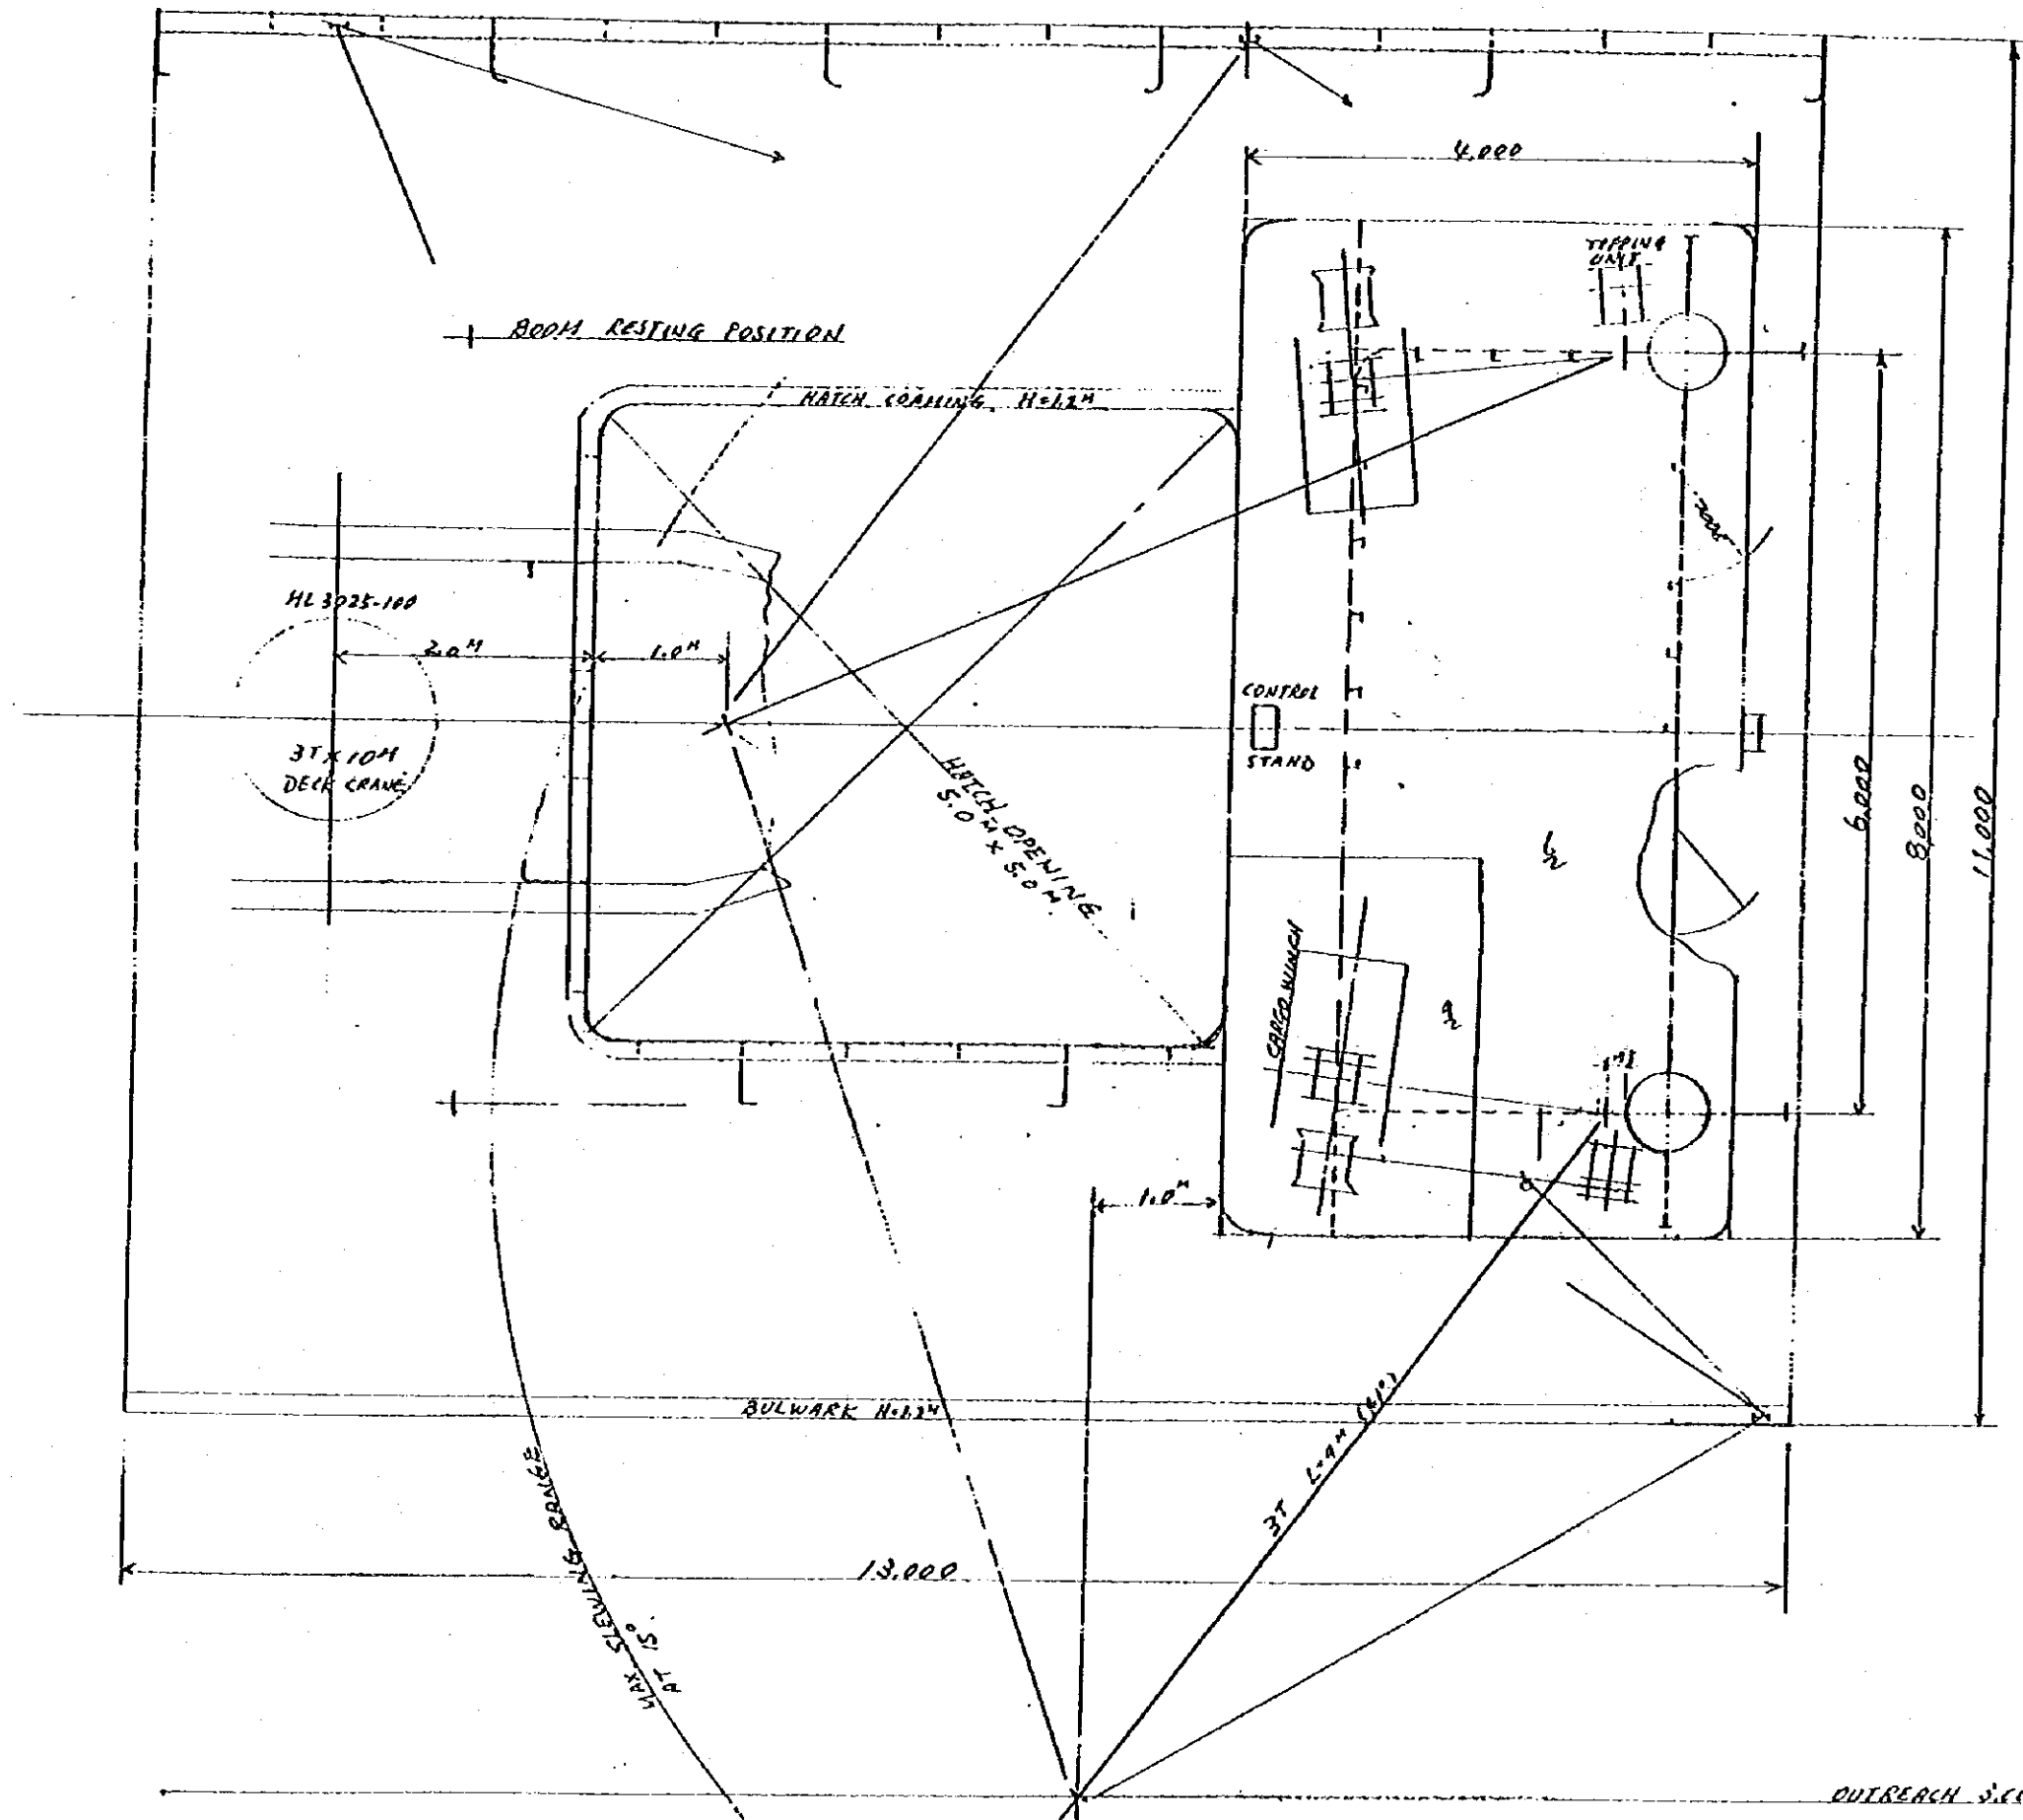 4.000
TOPPING
UNIT
BOOM RESTING POSITION
HATCH COAMING H=1.2M
HL 3025-100
2.0M
1.0M
CONTROL
STAND
3T X 10M
DECK CRANE
HATCH OPENING
5.0M X 5.0M
6,000
8,000
11,000
CARGO WINCH
1.0M
BULWARK H=1.2M
3T L=9M
MAX. SLEWING RANGE
AT 15°
13.000
OUTREACH